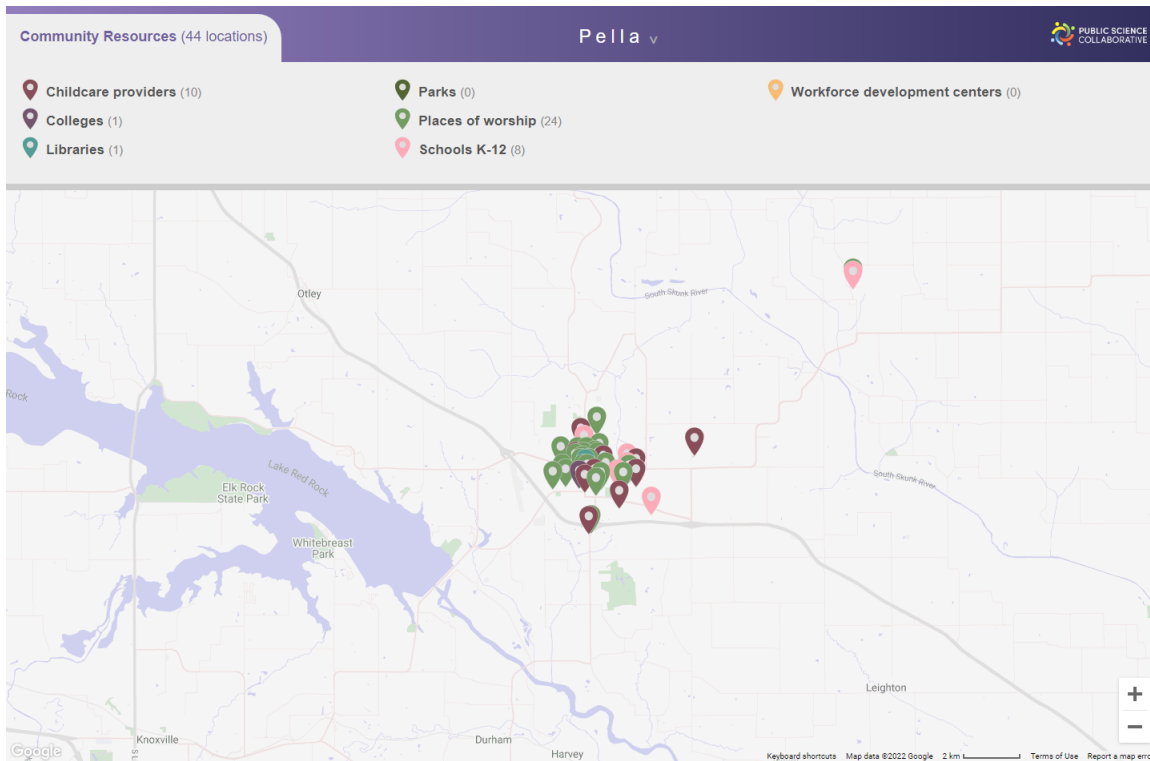 Community Resources (44 locations)
Pella v
PUBLIC SCIENCE
COLLABORATIVE
Childcare providers (10)
Parks (0)
Workforce development centers (0)
Colleges (1)
Places of worship (24)
Libraries (1)
Schools K-12 (8)
Otley
South Skunk River
Rock
Lake Red Rock
Elk Rock
State Park
South Skunk River
Whitebreast
Park
Leighton
Knoxville
Durham
Harvey
Google
Keyboard shortcuts Map data ©2022 Google 2 km Terms of Use Report a map erro